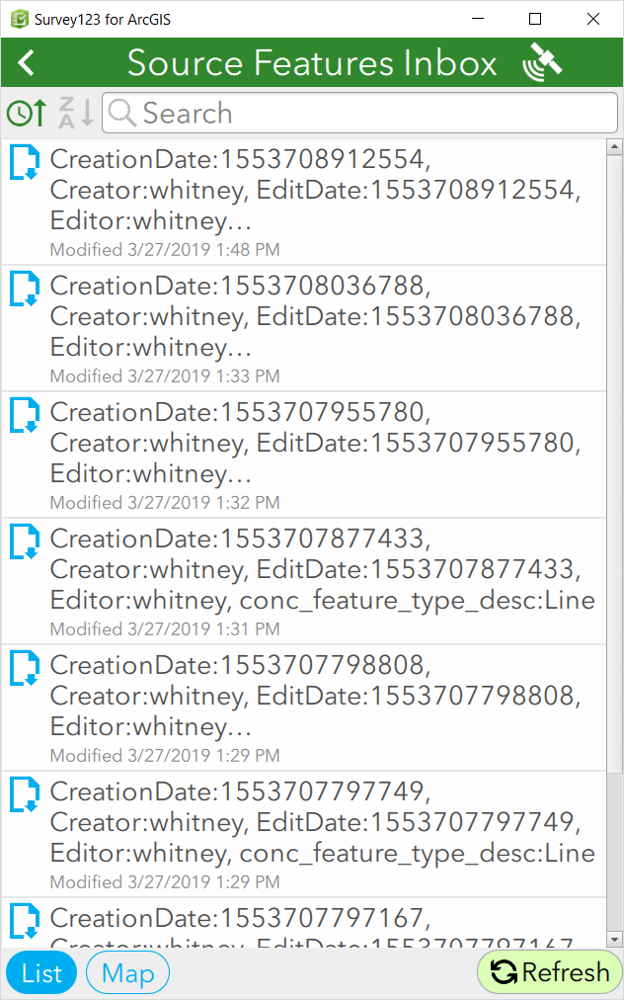 Survey123 for ArcGIS
Source Features Inbox
Z
A
Search
CreationDate:1553708912554,
Creator:whitney, EditDate:1553708912554,
Editor:whitney...
Modified 3/27/2019 1:48 PM
CreationDate:1553708036788,
Creator:whitney, EditDate:1553708036788,
Editor:whitney...
Modified 3/27/2019 1:33 PM
CreationDate:1553707955780,
Creator:whitney, EditDate:1553707955780,
Editor:whitney...
Modified 3/27/2019 1:32 PM
CreationDate:1553707877433,
Creator:whitney, EditDate:1553707877433,
Editor:whitney, conc_feature_type_desc:Line
Modified 3/27/2019 1:31 PM
CreationDate:1553707798808,
Creator:whitney, EditDate:1553707798808,
Editor:whitney...
Modified 3/27/2019 1:29 PM
CreationDate:1553707797749,
Creator:whitney, EditDate:1553707797749,
Editor:whitney, conc_feature_type_desc:Line
Modified 3/27/2019 1:29 PM
CreationDate:1553707797167,
Creator:whitney, EditDate:1553707797167,
List
Map
Refresh